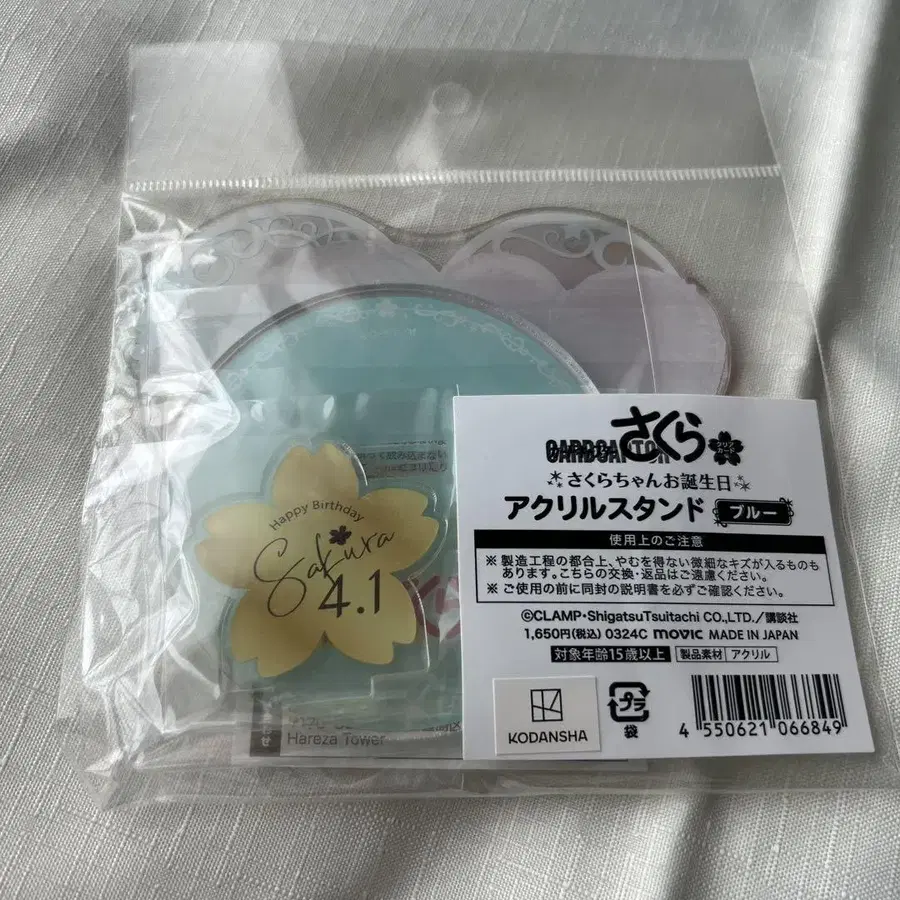 Happy Birthday
Sakura
4.1
Hareza Tower
さくら
CARDCAPTOR
クリアカード
さくらちゃんお誕生日
アクリルスタンド ブルー
使用上のご注意
※製造工程の都合上、やむを得ない微細なキズが入るものも
あります。こちらの交換・返品はご遠慮ください。
※ご使用の前に同封の説明書を必ずご確認ください。
©CLAMP・ShigatsuTsuitachi CO.,LTD.／講談社
1,650円(税込) 0324C movic MADE IN JAPAN
対象年齢15歳以上 製品素材 アクリル
KODANSHA
プラ
袋
4 550621 066849